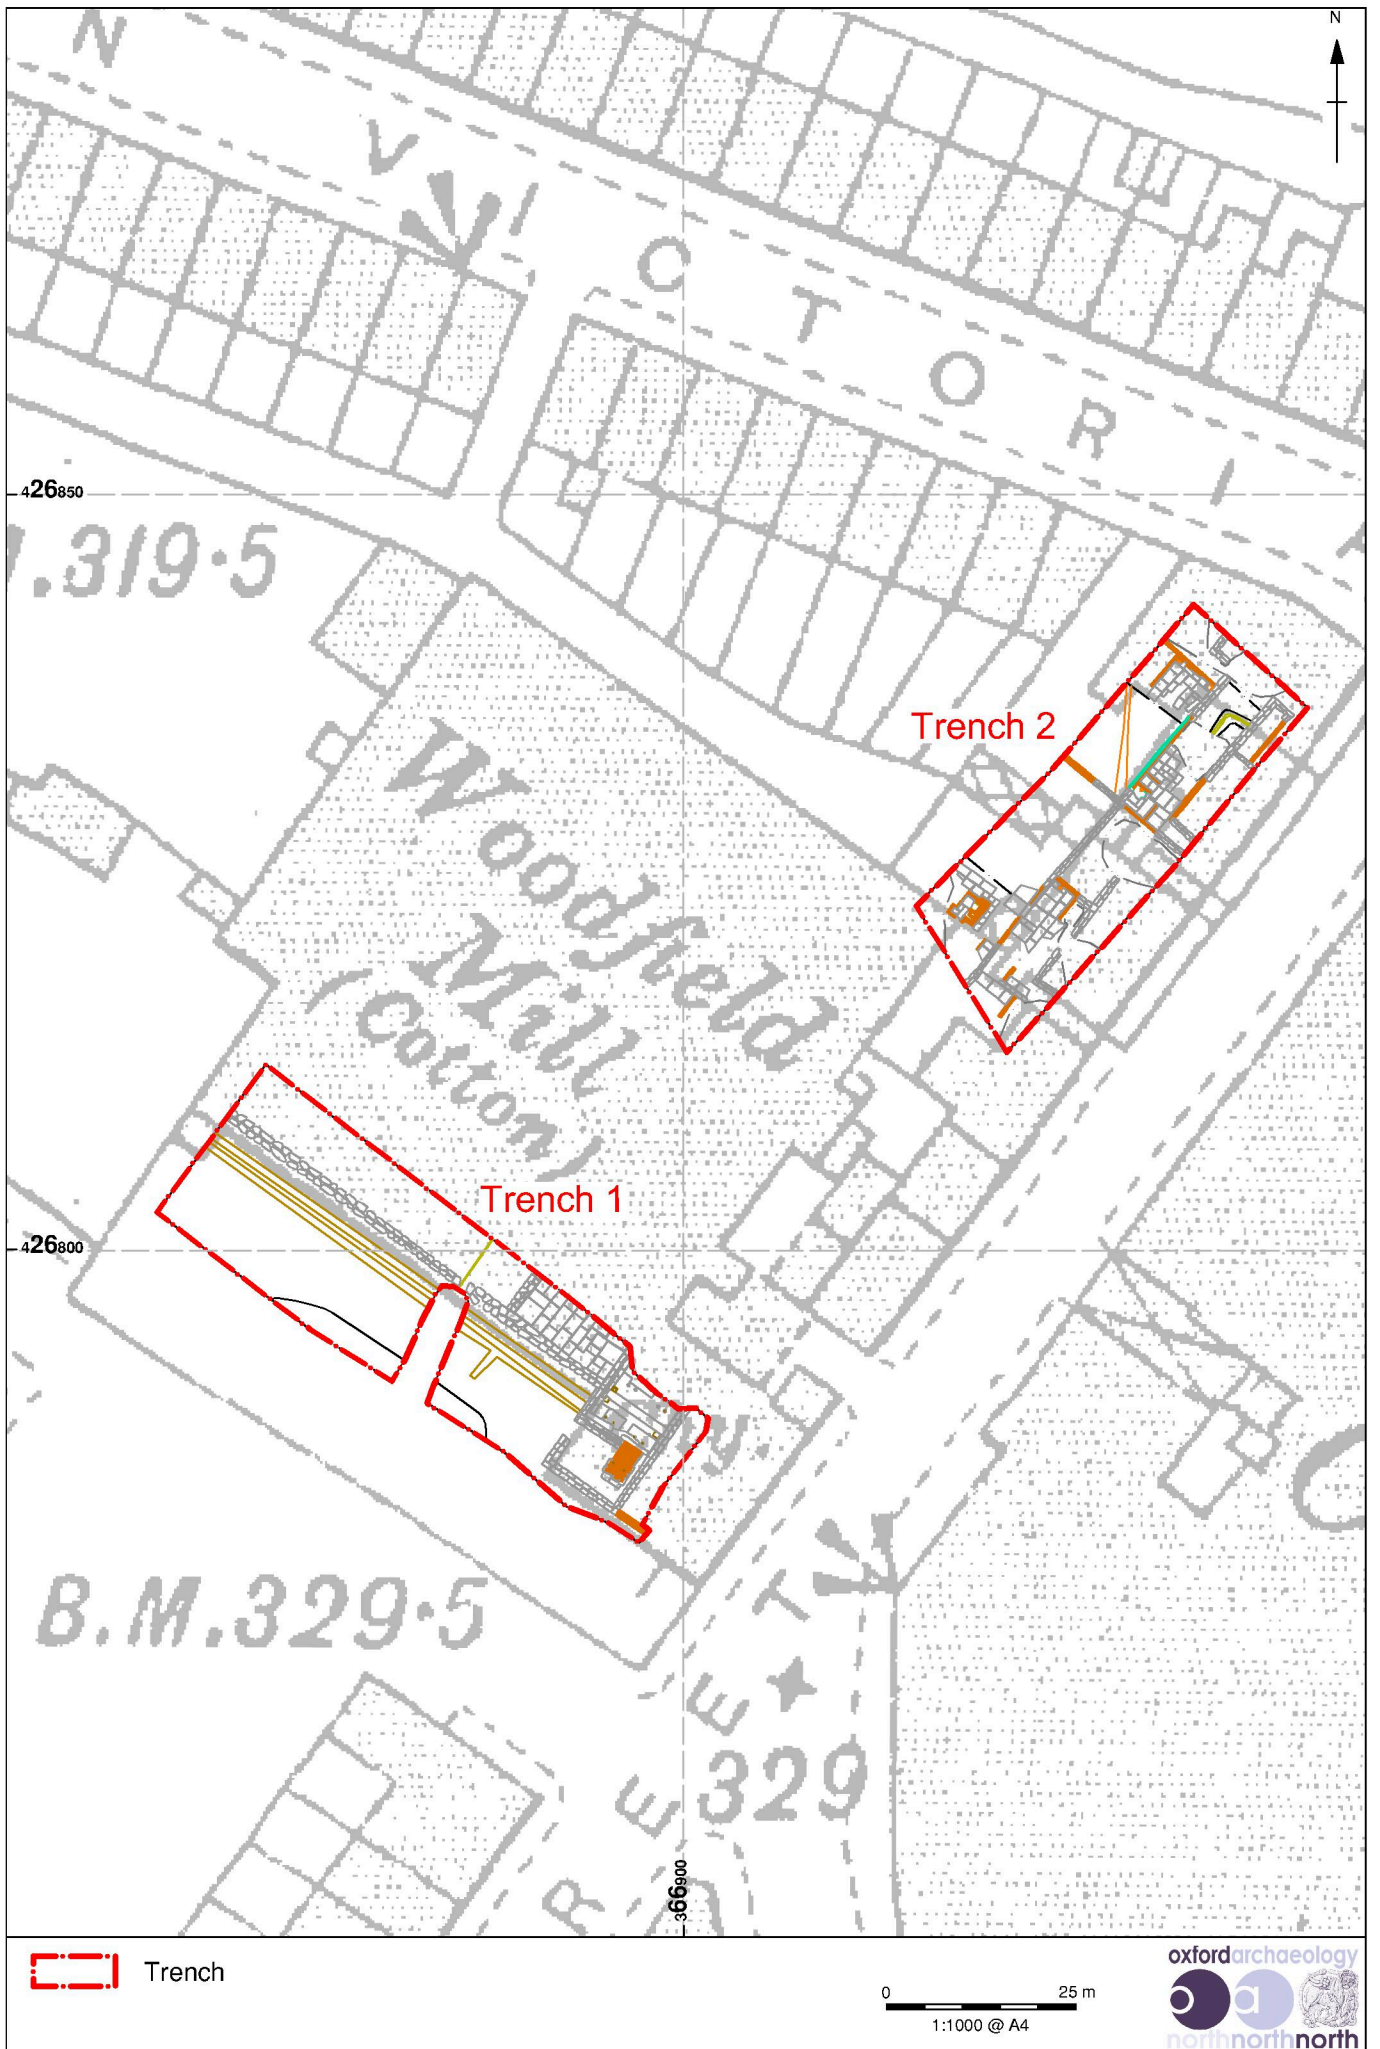 N
N
V I C T O R I A
⁴26⁸⁵⁰
.319·5
Trench 2
Woodfield
Mill
(Cotton)
Trench 1
⁴26⁸⁰⁰
y.
B.M.329·5
R E E T
329
³66⁹⁰⁰
Trench
0 25 m
1:1000 @ A4
oxfordarchaeology
oa
northnorthnorth